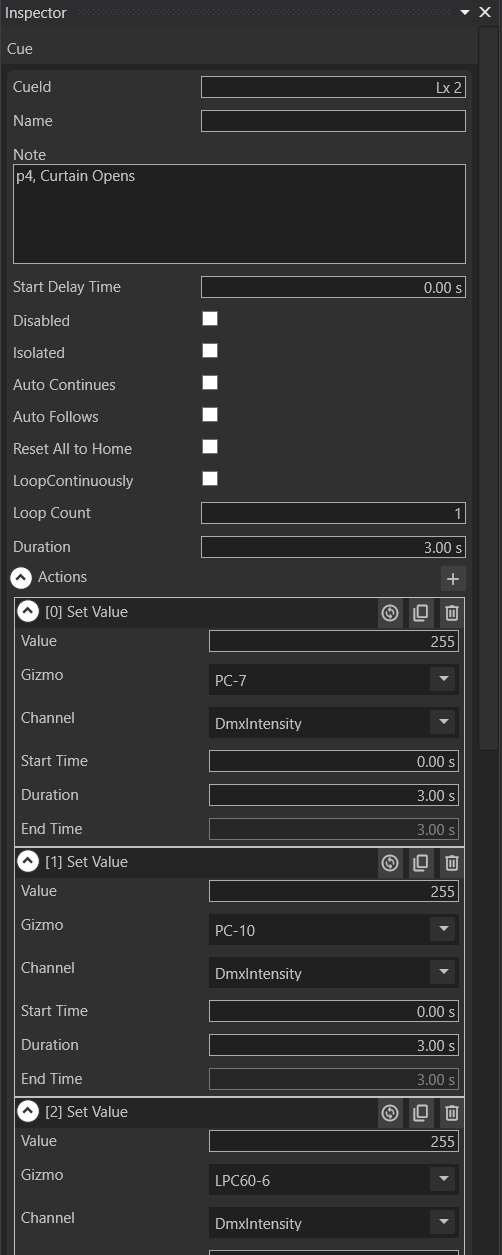 Inspector
Cue
CueId Lx 2
Name
Note
p4, Curtain Opens
Start Delay Time 0.00 s
Disabled
Isolated
Auto Continues
Auto Follows
Reset All to Home
LoopContinuously
Loop Count 1
Duration 3.00 s
Actions
[0] Set Value
Value 255
Gizmo PC-7
Channel DmxIntensity
Start Time 0.00 s
Duration 3.00 s
End Time 3.00 s
[1] Set Value
Value 255
Gizmo PC-10
Channel DmxIntensity
Start Time 0.00 s
Duration 3.00 s
End Time 3.00 s
[2] Set Value
Value 255
Gizmo LPC60-6
Channel DmxIntensity